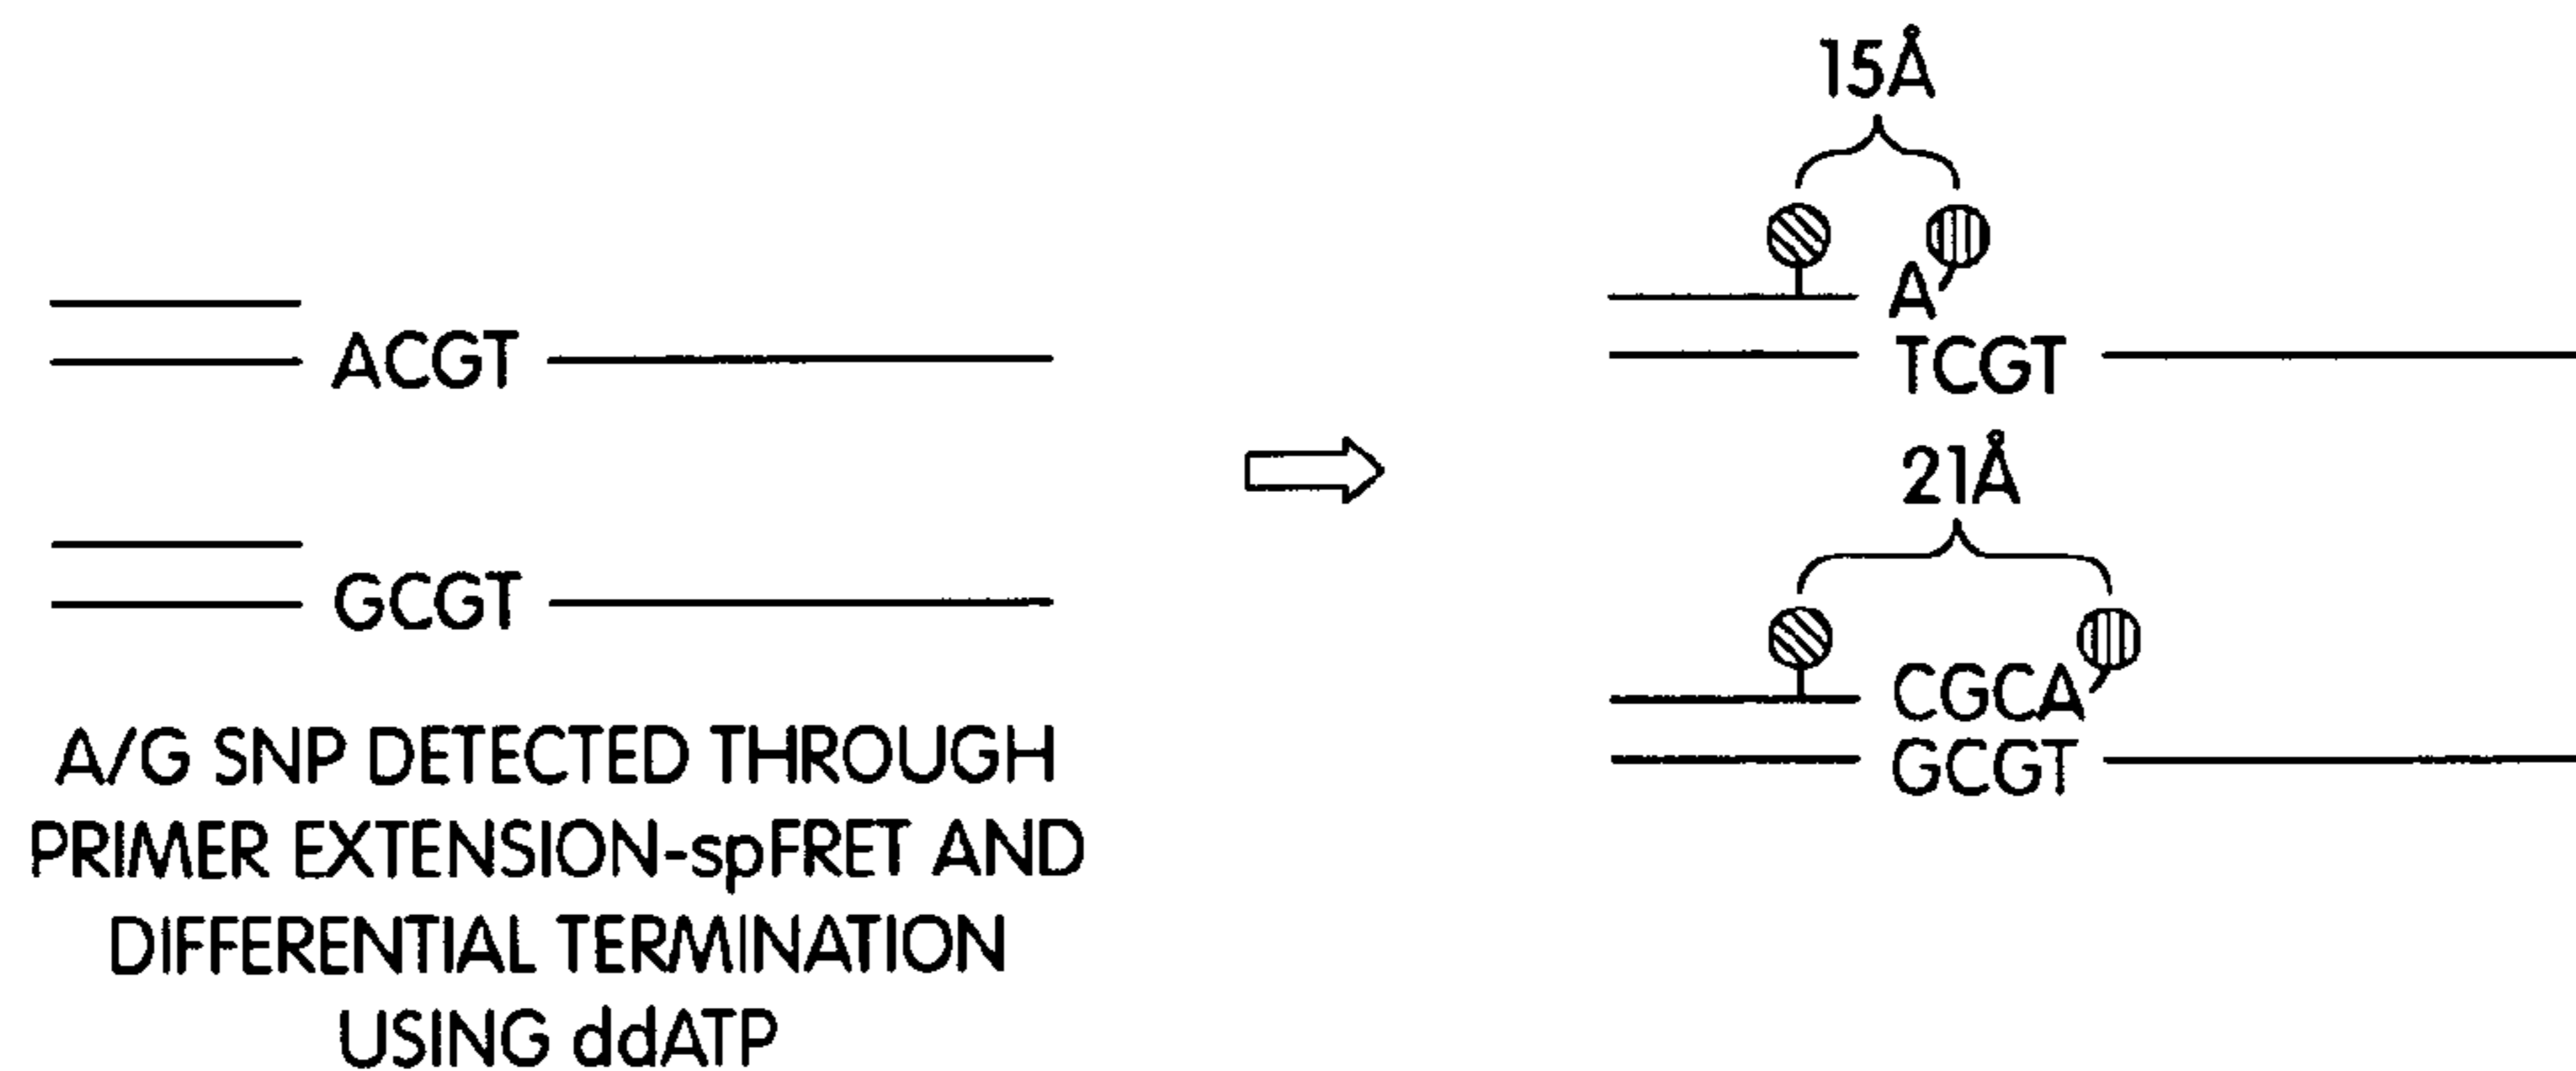 ACGT
GCGT
A/G SNP DETECTED THROUGH
PRIMER EXTENSION-spFRET AND
DIFFERENTIAL TERMINATION
USING ddATP
15Å
A
TCGT
21Å
CGCA
GCGT